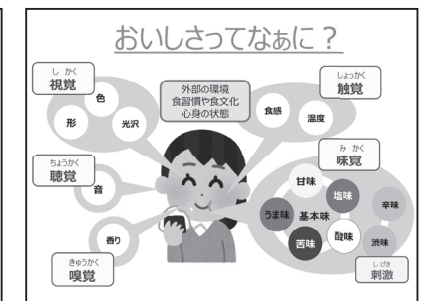 おいしさってなぁに？
しかく
視覚
色
形
光沢
外部の環境
食習慣や食文化
心身の状態
しょっかく
触覚
食感
温度
ちょうかく
聴覚
音
みかく
味覚
甘味
塩味
うま味
基本味
苦味
酸味
辛味
渋味
香り
きゅうかく
嗅覚
しげき
刺激